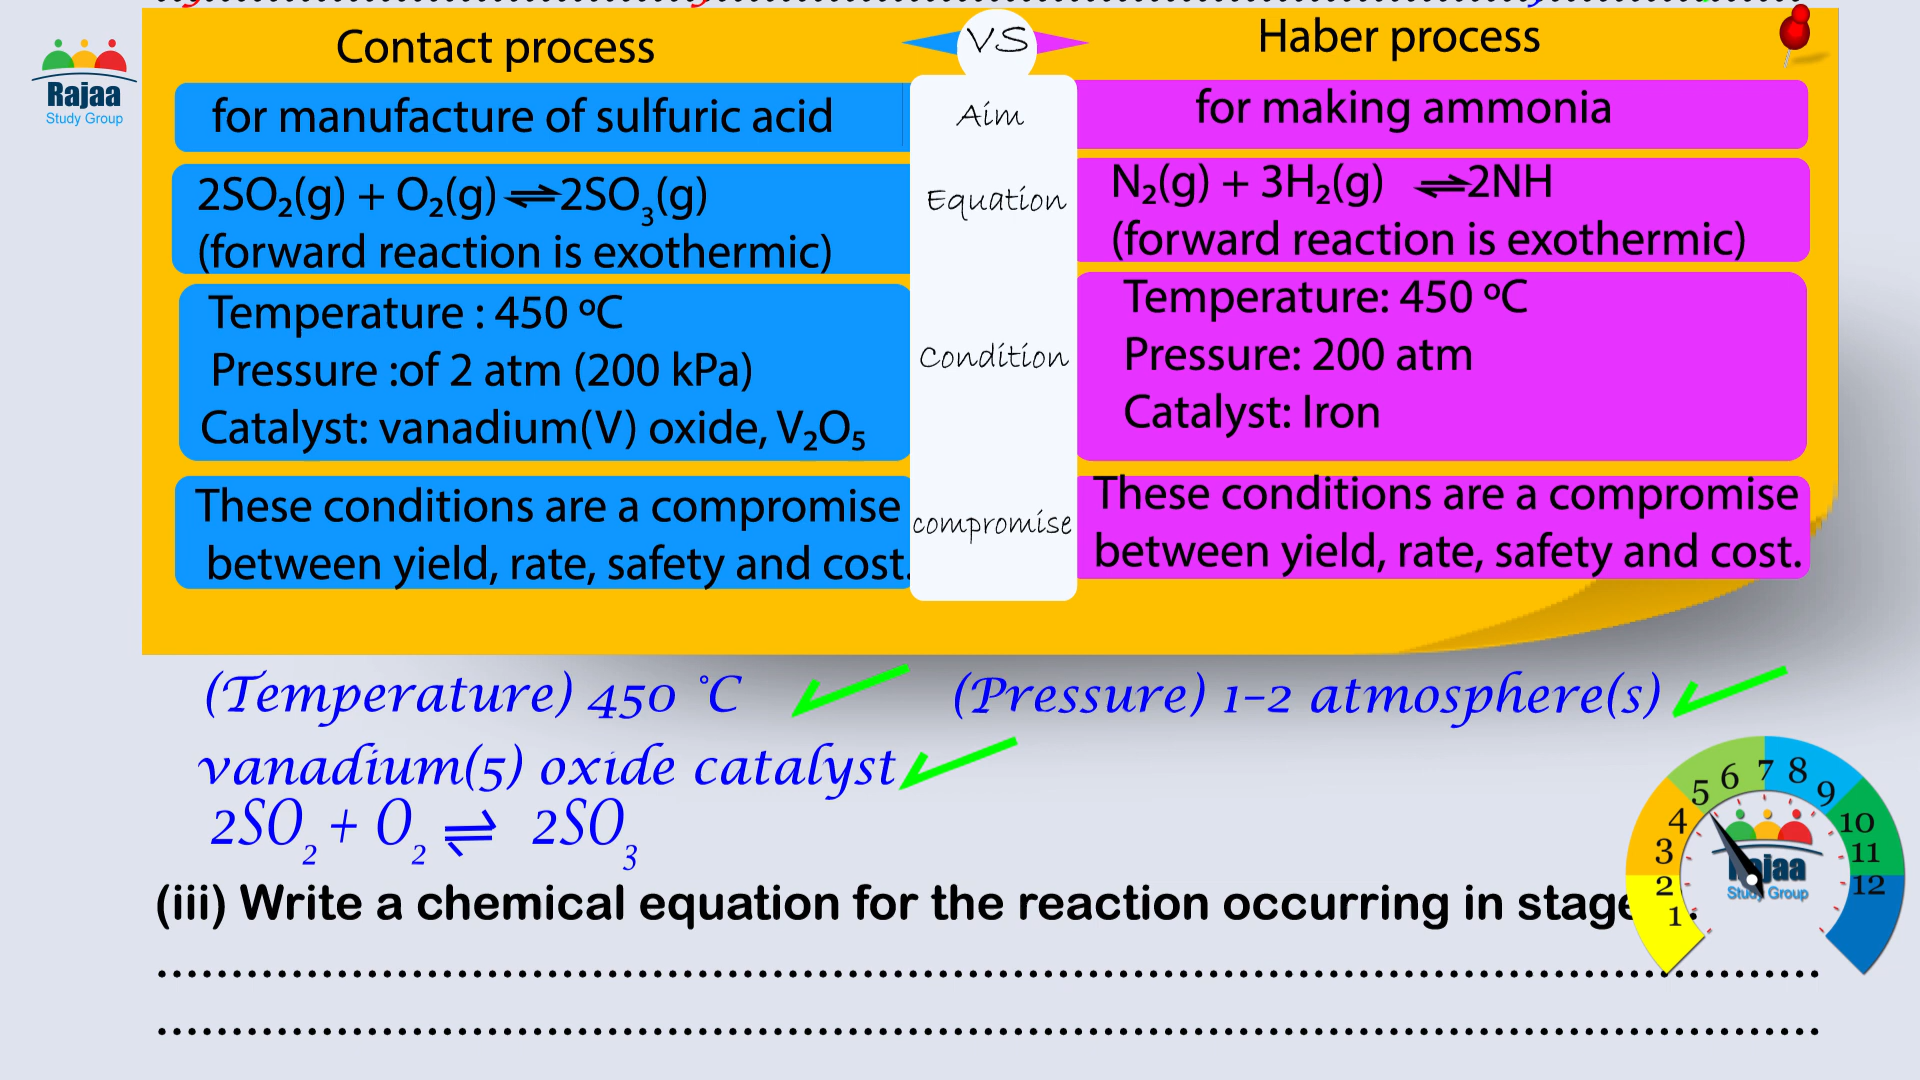 Rajaa
Study Group
Contact process
VS
Haber process
for manufacture of sulfuric acid
Aim
for making ammonia
2SO₂(g) + O₂(g) ⇌2SO₃(g)
(forward reaction is exothermic)
Equation
N₂(g) + 3H₂(g) ⇌2NH
(forward reaction is exothermic)
Temperature : 450 ºC
Pressure :of 2 atm (200 kPa)
Catalyst: vanadium(V) oxide, V₂O₅
Condition
Temperature: 450 ºC
Pressure: 200 atm
Catalyst: Iron
These conditions are a compromise
between yield, rate, safety and cost.
compromise
These conditions are a compromise
between yield, rate, safety and cost.
(Temperature) 450 °C
(Pressure) 1–2 atmosphere(s)
vanadium(5) oxide catalyst
2SO₂ + O₂ ⇌ 2SO₃
(iii) Write a chemical equation for the reaction occurring in stage
1 2 3 4 5 6 7 8 9 10 11 12
Study Group